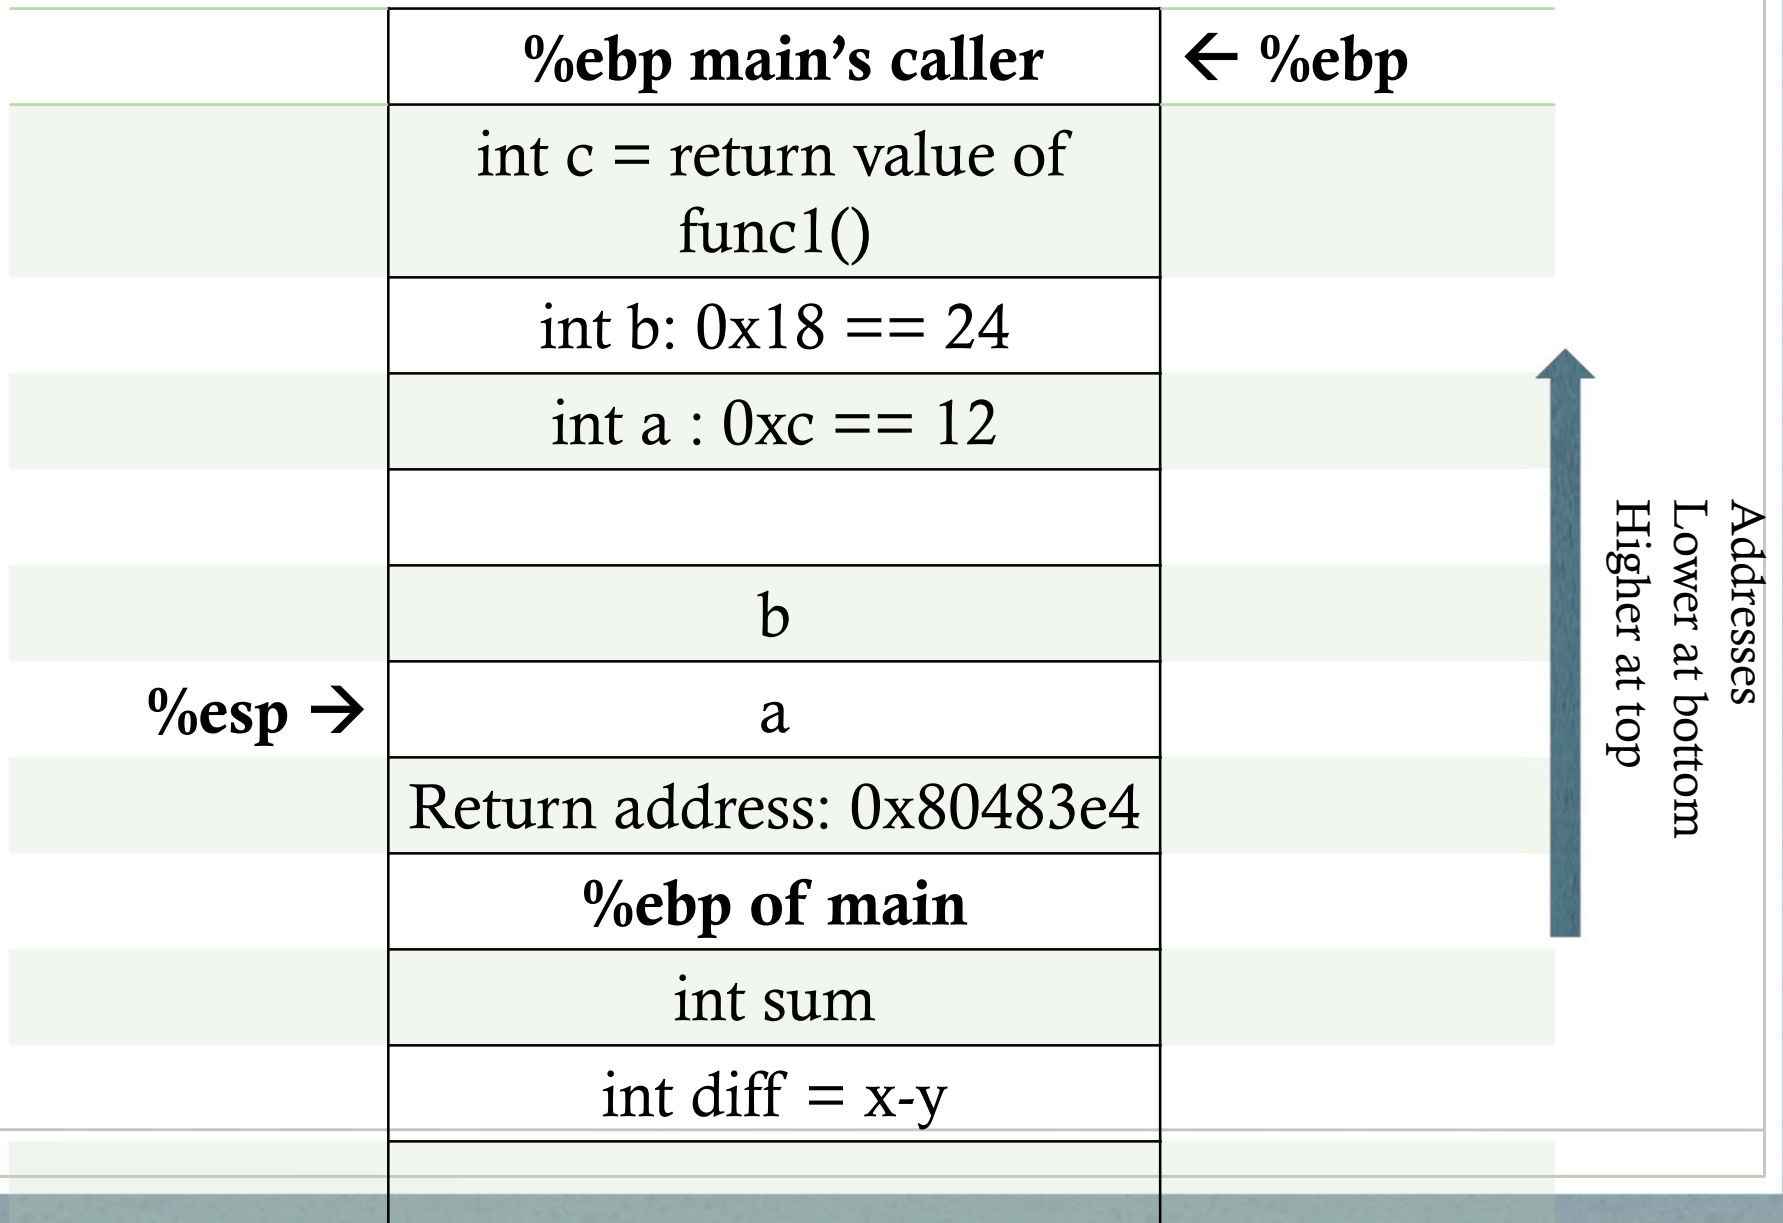 %ebp main’s caller
← %ebp
int c = return value of
func1()
int b: 0x18 == 24
int a : 0xc == 12
b
%esp →
a
Return address: 0x80483e4
%ebp of main
int sum
int diff = x-y
Addresses
Lower at bottom
Higher at top